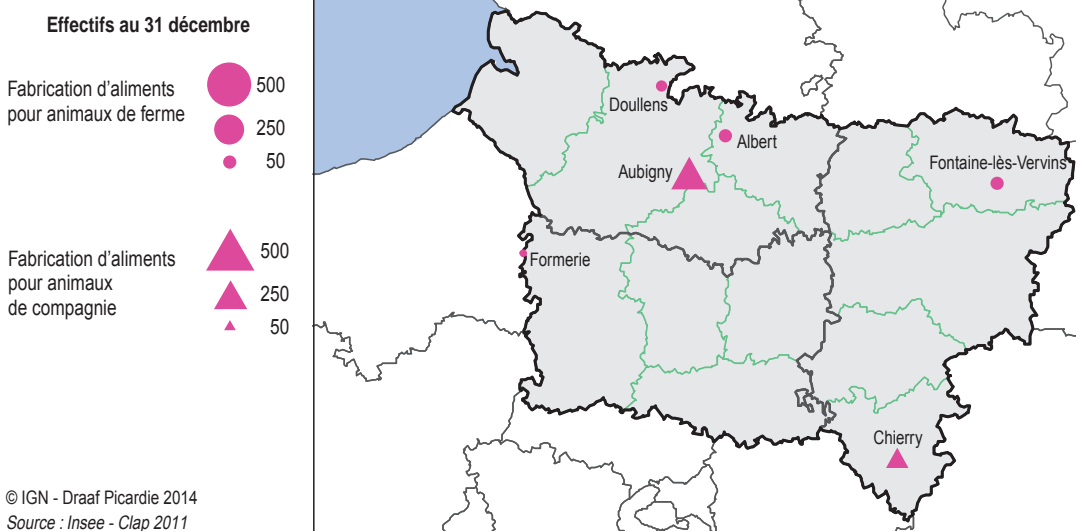 Effectifs au 31 décembre
Fabrication d'aliments
pour animaux de ferme
500
250
50
Fabrication d'aliments
pour animaux
de compagnie
500
250
50
© IGN - Draaf Picardie 2014
Source : Insee - Clap 2011
Doullens
Albert
Aubigny
Fontaine-lès-Vervins
Formerie
Chierry